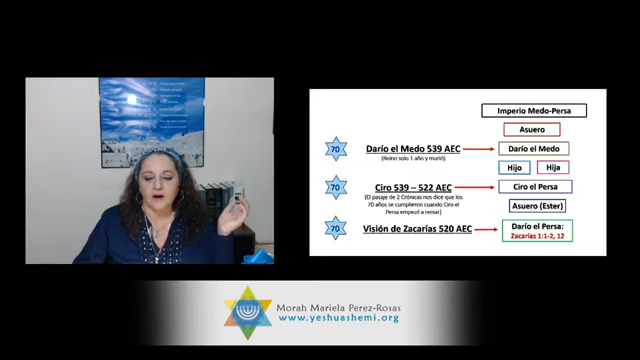 Imperio Medo-Persa
Asuero
70
Darío el Medo 539 AEC
(Reino solo 1 año y murió)
Darío el Medo
Hijo
Hija
70
Ciro 539 – 522 AEC
(El pasaje de 2 Crónicas nos dice que los
70 años se cumplieron cuando Ciro el
Persa empezó a reinar)
Ciro el Persa
Asuero (Ester)
70
Visión de Zacarías 520 AEC
Darío el Persa:
Zacarías 1:1-2, 12
Morah Mariela Perez-Rosas
www.yeshuashemi.org